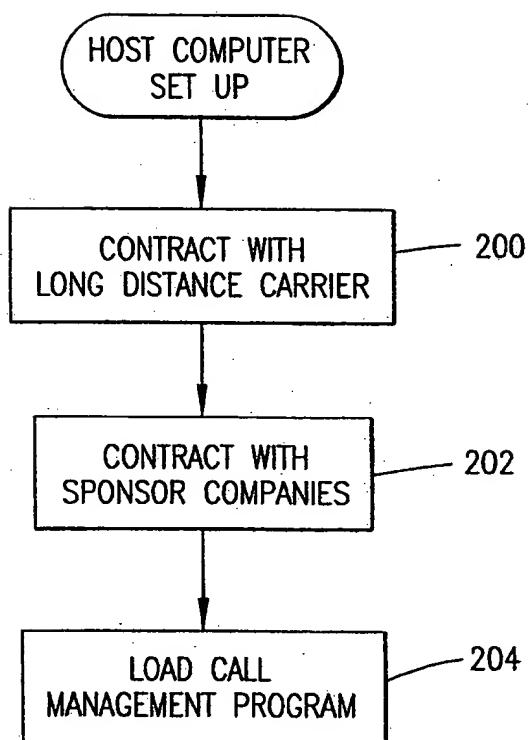 HOST COMPUTER
SET UP
CONTRACT WITH
LONG DISTANCE CARRIER
200
CONTRACT WITH
SPONSOR COMPANIES
202
LOAD CALL
MANAGEMENT PROGRAM
204